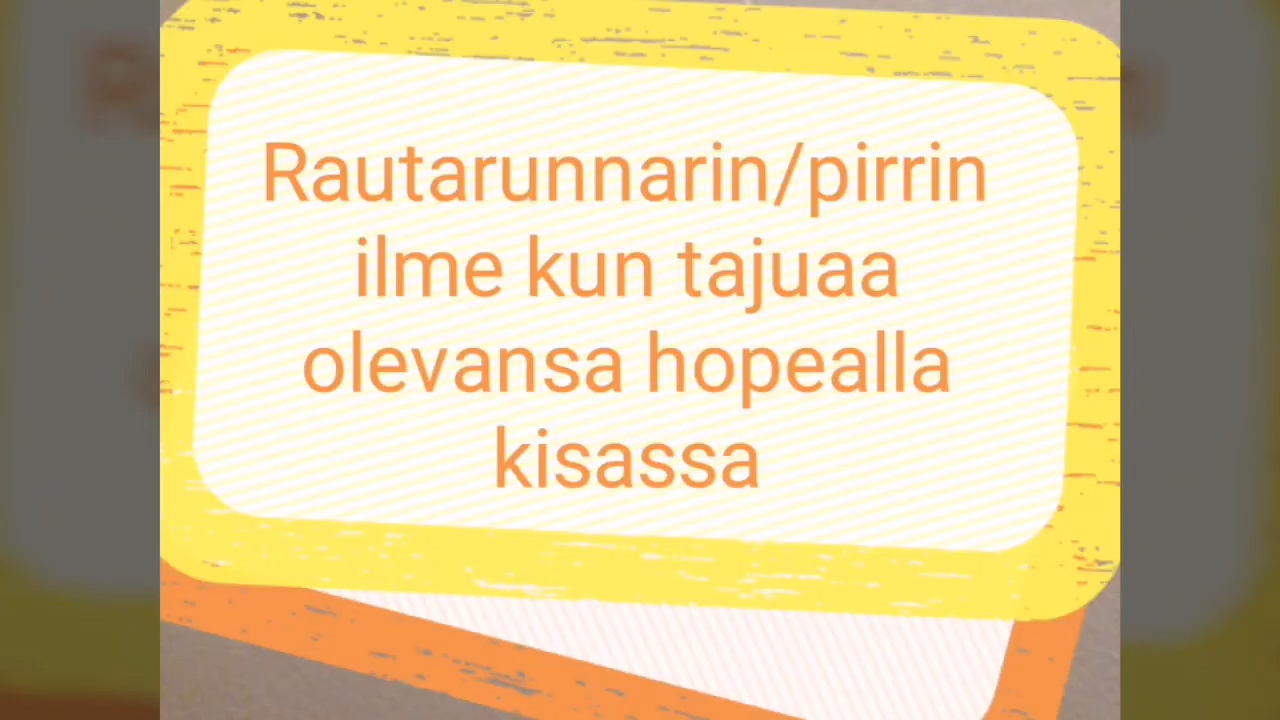 Rautarunnarin/pirrin
ilme kun tajuaa
olevansa hopealla
kisassa